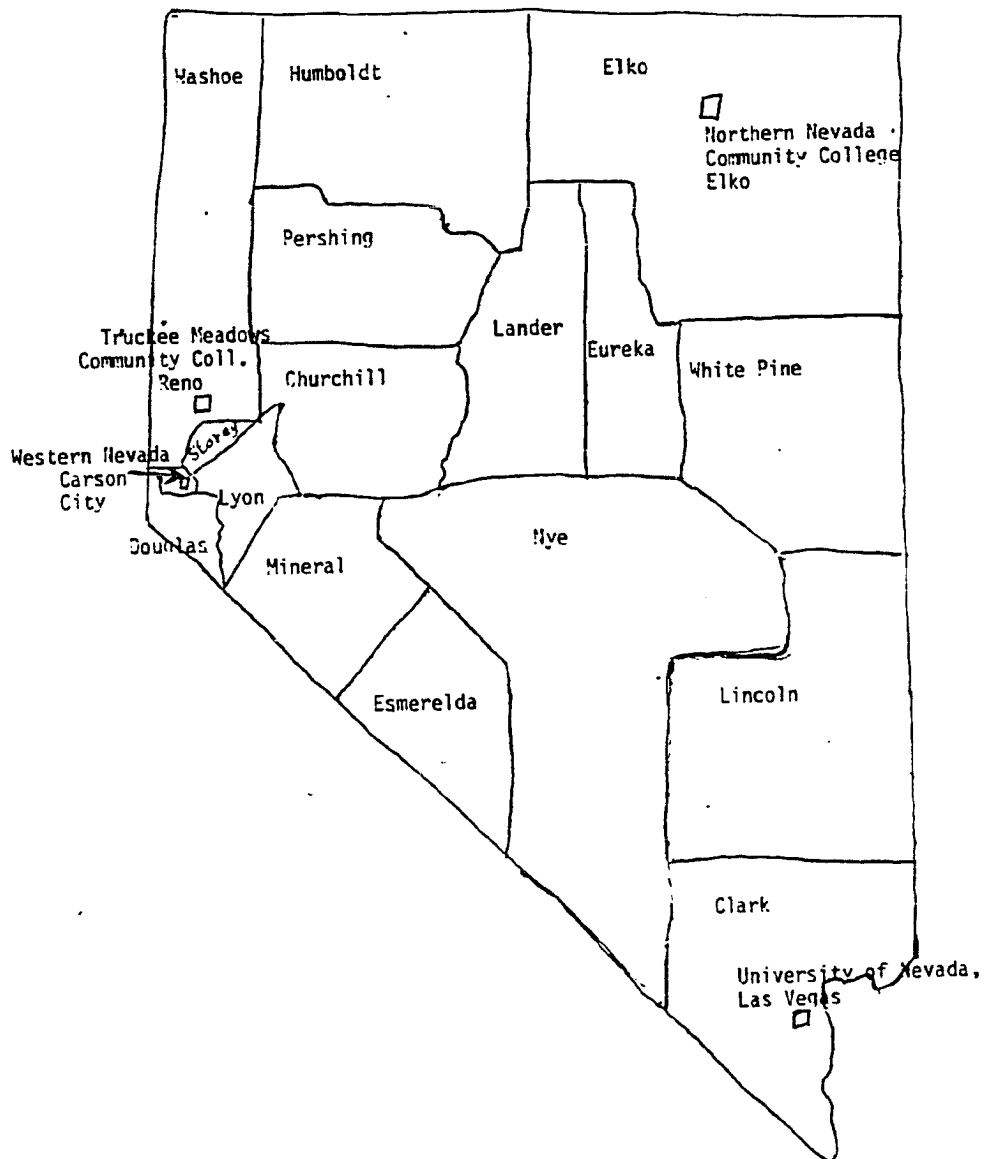 Washoe
Humboldt
Elko
Northern Nevada
Community College
Elko
Pershing
Truckee Meadows
Community Coll.
Reno
Lander
Eureka
White Pine
Churchill
Storey
Western Nevada
Carson
City
Lyon
Douglas
Mineral
Nye
Esmerelda
Lincoln
Clark
University of Nevada,
Las Vegas